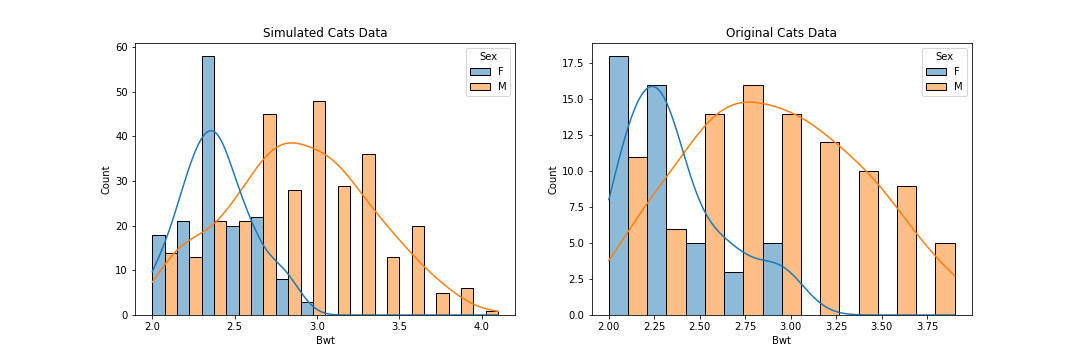 Simulated Cats Data
60
50
40
30
20
10
0
Count
2.0 2.5 3.0 3.5 4.0
Bwt
Sex
F
M
Original Cats Data
17.5
15.0
12.5
10.0
7.5
5.0
2.5
0.0
Count
2.00 2.25 2.50 2.75 3.00 3.25 3.50 3.75
Bwt
Sex
F
M